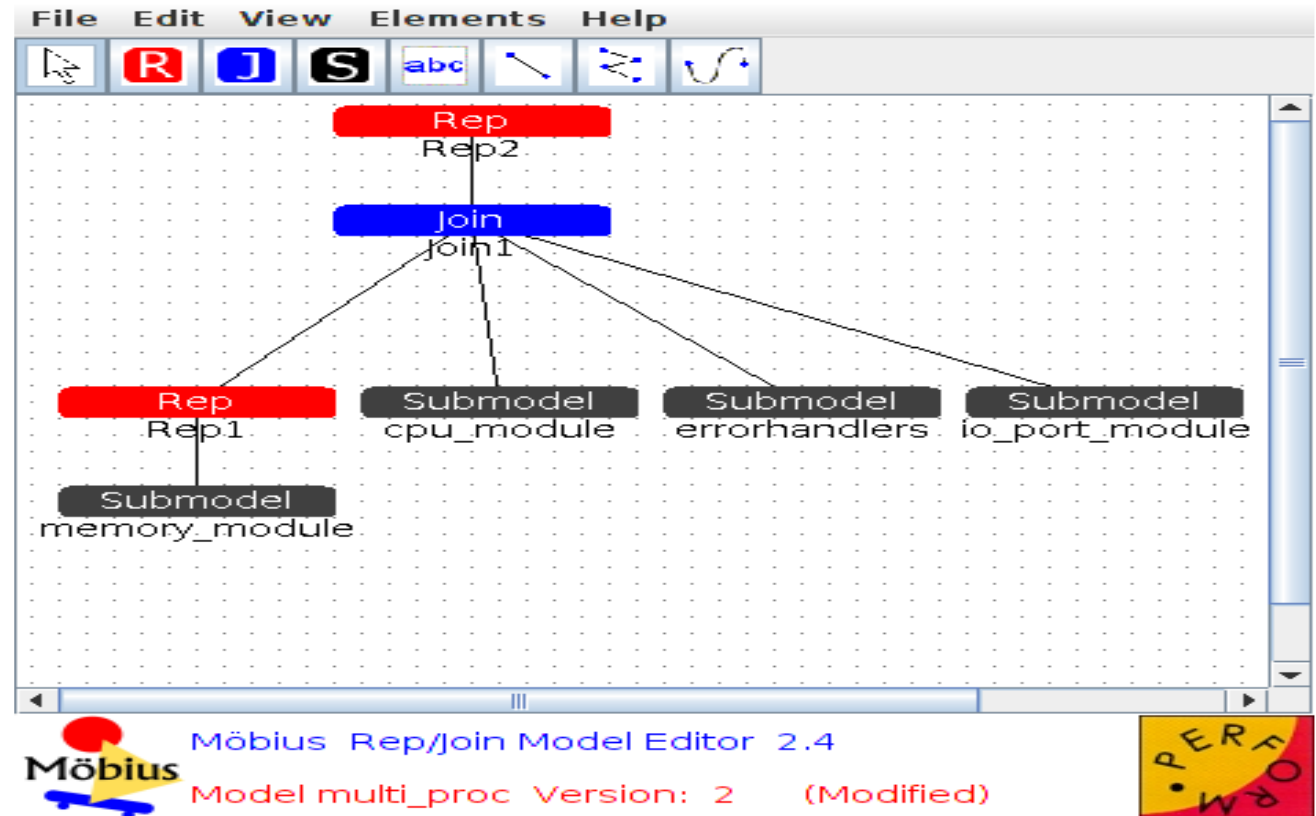 File Edit View Elements Help
R J S abc
Rep
Rep2
Join
Join1
Rep Submodel Submodel Submodel
Rep1 cpu_module errorhandlers io_port_module
Submodel
memory_module
Möbius Rep/Join Model Editor 2.4
Möbius
Model multi_proc Version: 2 (Modified)
PERFORM